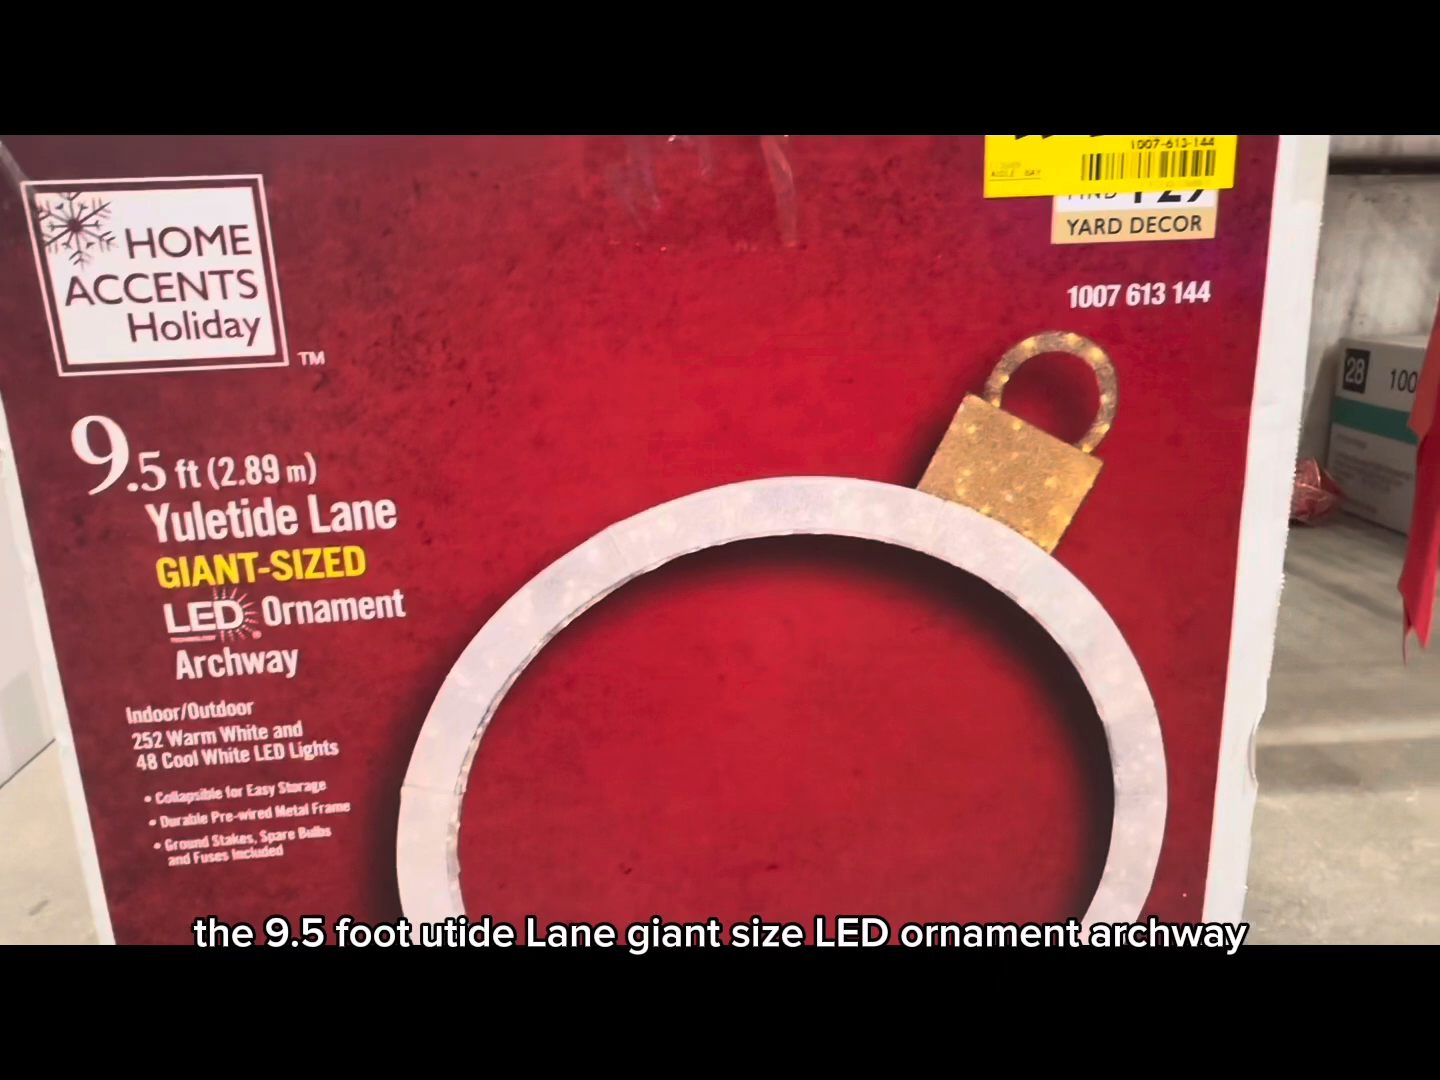 1007-613-144
YARD DECOR
1007 613 144
HOME
ACCENTS
Holiday
TM
9.5 ft (2.89 m)
Yuletide Lane
GIANT-SIZED
LED Ornament
Archway
Indoor/Outdoor
252 Warm White and
48 Cool White LED Lights
• Collapsible for Easy Storage
• Durable Pre-wired Metal Frame
• Ground Stakes, Spare Bulbs
and Fuses Included
28
100
the 9.5 foot utide Lane giant size LED ornament archway